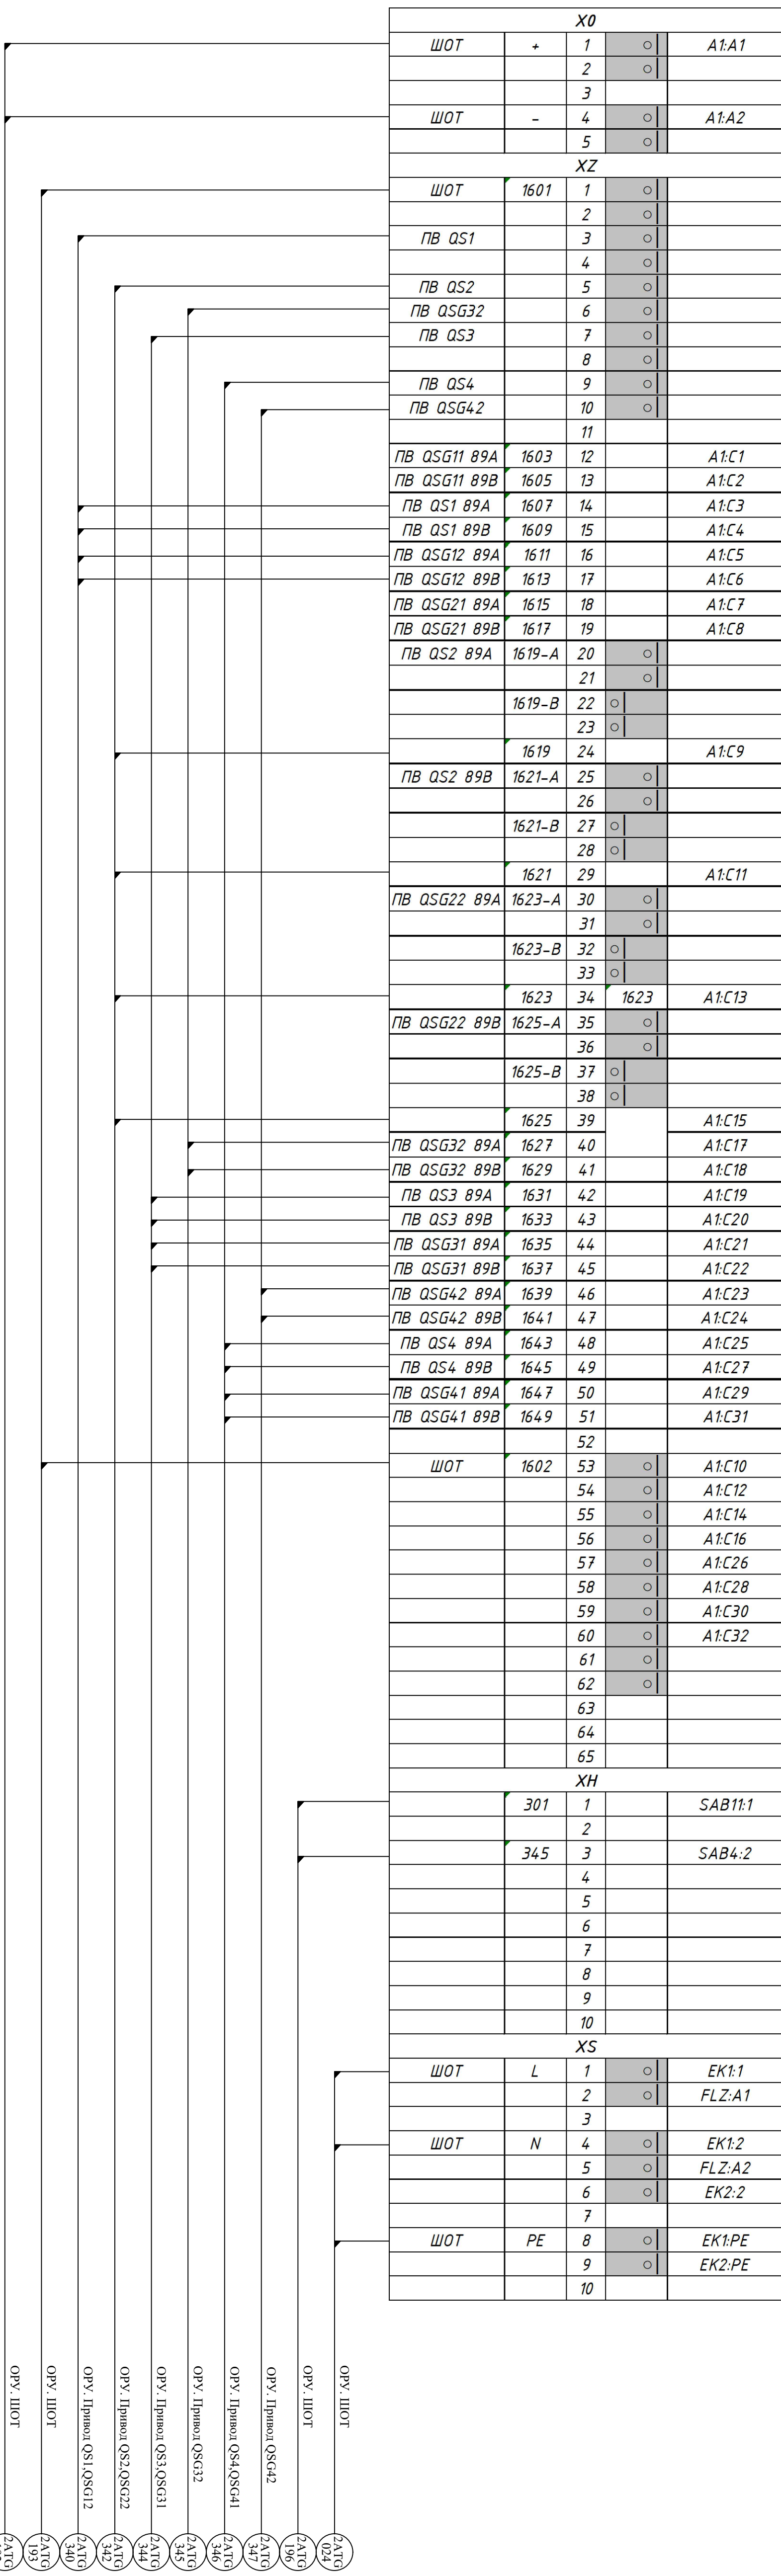 X0
ШОТ + 1 A1:A1
2
3
ШОТ - 4 A1:A2
5
XZ
ШОТ 1601 1
2
ПВ QS1 3
4
ПВ QS2 5
ПВ QSG32 6
ПВ QS3 7
8
ПВ QS4 9
ПВ QSG42 10
11
ПВ QSG11 89A 1603 12 A1:C1
ПВ QSG11 89B 1605 13 A1:C2
ПВ QS1 89A 1607 14 A1:C3
ПВ QS1 89B 1609 15 A1:C4
ПВ QSG12 89A 1611 16 A1:C5
ПВ QSG12 89B 1613 17 A1:C6
ПВ QSG21 89A 1615 18 A1:C7
ПВ QSG21 89B 1617 19 A1:C8
ПВ QS2 89A 1619-A 20
21
1619-B 22
23
1619 24 A1:C9
ПВ QS2 89B 1621-A 25
26
1621-B 27
28
1621 29 A1:C11
ПВ QSG22 89A 1623-A 30
31
1623-B 32
33
1623 34 1623 A1:C13
ПВ QSG22 89B 1625-A 35
36
1625-B 37
38
1625 39 A1:C15
ПВ QSG32 89A 1627 40 A1:C17
ПВ QSG32 89B 1629 41 A1:C18
ПВ QS3 89A 1631 42 A1:C19
ПВ QS3 89B 1633 43 A1:C20
ПВ QSG31 89A 1635 44 A1:C21
ПВ QSG31 89B 1637 45 A1:C22
ПВ QSG42 89A 1639 46 A1:C23
ПВ QSG42 89B 1641 47 A1:C24
ПВ QS4 89A 1643 48 A1:C25
ПВ QS4 89B 1645 49 A1:C27
ПВ QSG41 89A 1647 50 A1:C29
ПВ QSG41 89B 1649 51 A1:C31
52
ШОТ 1602 53 A1:C10
54 A1:C12
55 A1:C14
56 A1:C16
57 A1:C26
58 A1:C28
59 A1:C30
60 A1:C32
61
62
63
64
65
XH
301 1 SAB11:1
2
345 3 SAB4:2
4
5
6
7
8
9
10
XS
ШОТ L 1 EK1:1
2 FLZ:A1
3
ШОТ N 4 EK1:2
5 FLZ:A2
6 EK2:2
7
ШОТ PE 8 EK1:PE
9 EK2:PE
10
ОРУ. ШОТ
2ATG
ОРУ. ШОТ
2ATG
193
ОРУ. Привод QS1,QSG12
2ATG
340
ОРУ. Привод QS2,QSG22
2ATG
342
ОРУ. Привод QS3,QSG31
2ATG
344
ОРУ. Привод QSG32
2ATG
345
ОРУ. Привод QS4,QSG41
2ATG
346
ОРУ. Привод QSG42
2ATG
347
ОРУ. ШОТ
2ATG
196
ОРУ. ШОТ
2ATG
024